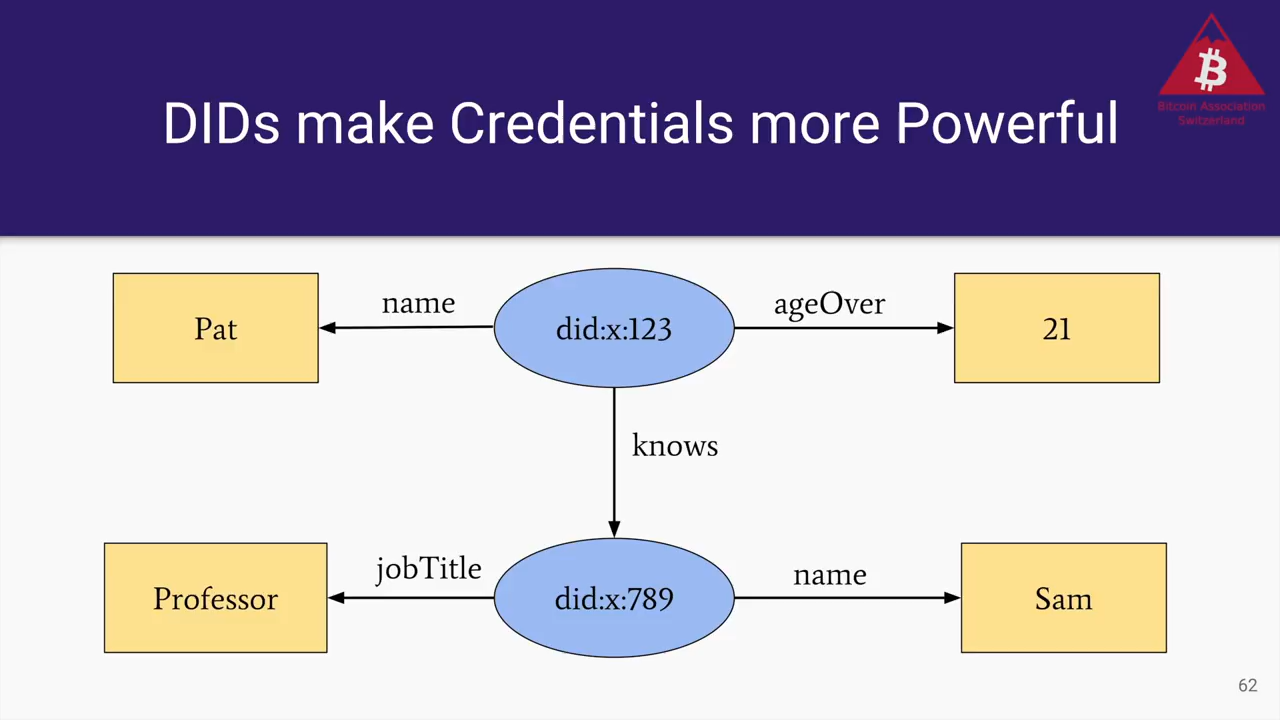 DIDs make Credentials more Powerful
Bitcoin Association
Switzerland
Pat
name
did:x:123
ageOver
21
knows
Professor
jobTitle
did:x:789
name
Sam
62